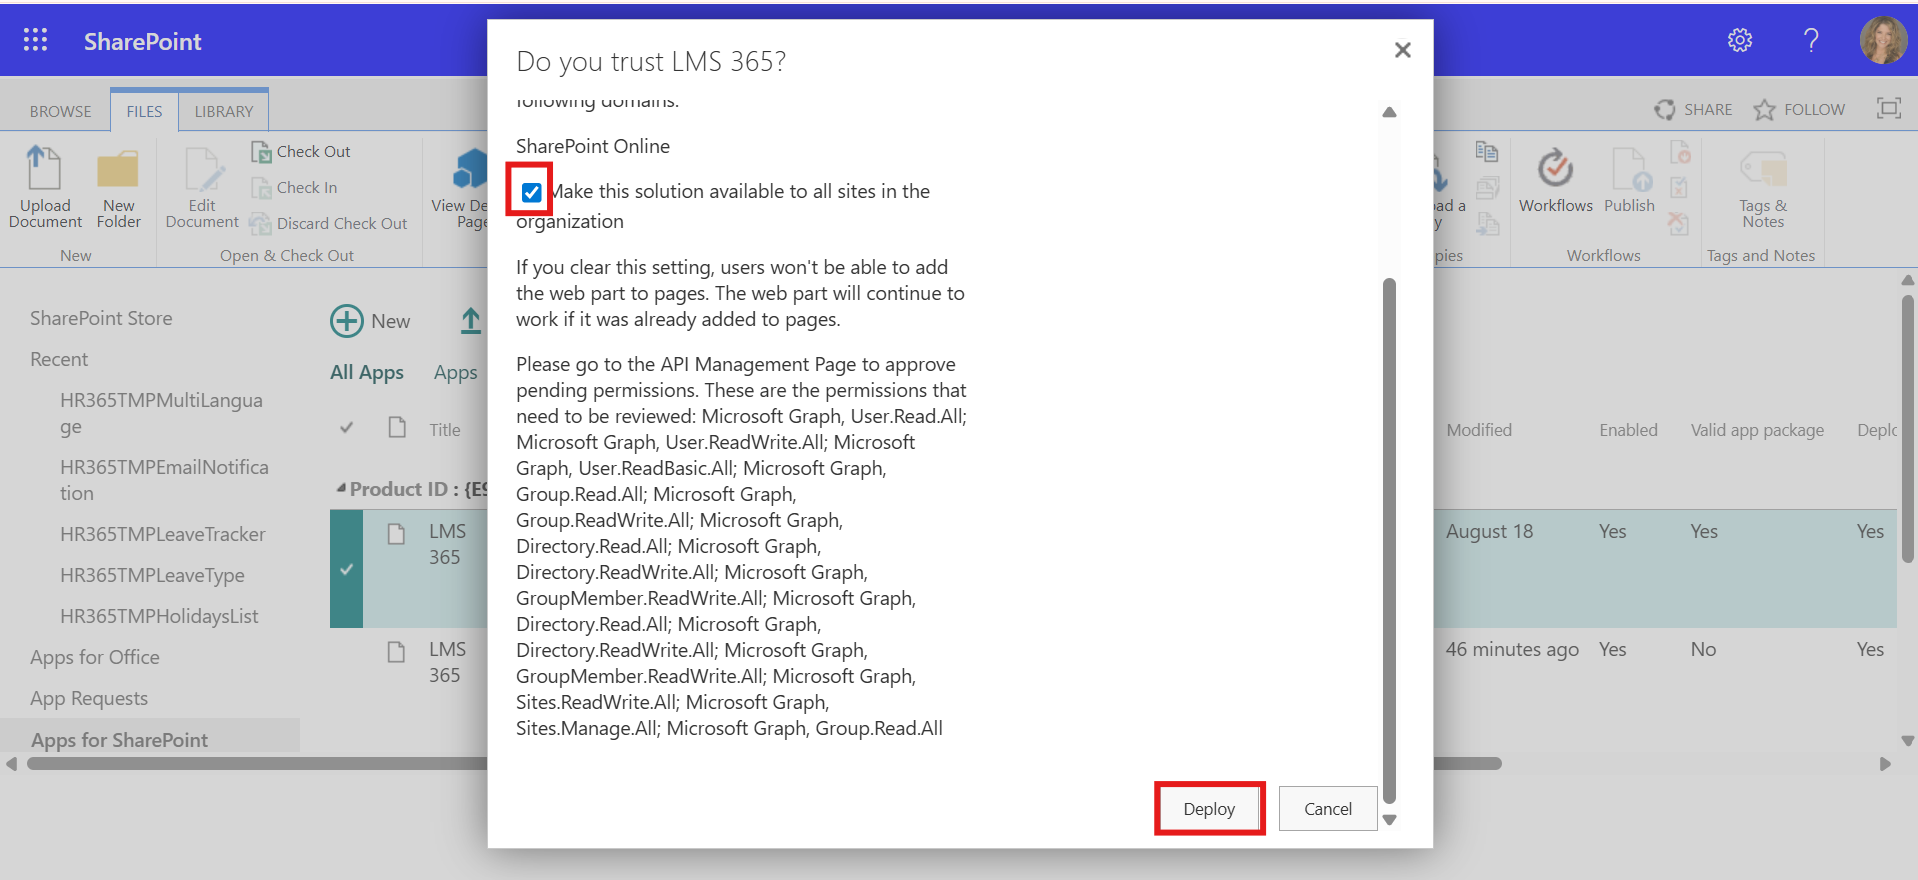 SharePoint
?
BROWSE
FILES
LIBRARY
SHARE
FOLLOW
Upload
Document
New
Folder
New
Edit
Document
Check Out
Check In
Discard Check Out
Open & Check Out
View De
Page
ad a
y
pies
Workflows
Publish
Workflows
Tags &
Notes
Tags and Notes
SharePoint Store
Recent
HR365TMPMultiLangua
ge
HR365TMPEmailNotifica
tion
HR365TMPLeaveTracker
HR365TMPLeaveType
HR365TMPHolidaysList
Apps for Office
App Requests
Apps for SharePoint
New
All Apps
Apps
Title
Modified
Enabled
Valid app package
Deplo
Product ID : {E9
LMS
365
August 18
Yes
Yes
Yes
LMS
365
46 minutes ago
Yes
No
Yes
Do you trust LMS 365?
following domains:
SharePoint Online
Make this solution available to all sites in the
organization
If you clear this setting, users won't be able to add
the web part to pages. The web part will continue to
work if it was already added to pages.
Please go to the API Management Page to approve
pending permissions. These are the permissions that
need to be reviewed: Microsoft Graph, User.Read.All;
Microsoft Graph, User.ReadWrite.All; Microsoft
Graph, User.ReadBasic.All; Microsoft Graph,
Group.Read.All; Microsoft Graph,
Group.ReadWrite.All; Microsoft Graph,
Directory.Read.All; Microsoft Graph,
Directory.ReadWrite.All; Microsoft Graph,
GroupMember.ReadWrite.All; Microsoft Graph,
Directory.Read.All; Microsoft Graph,
Directory.ReadWrite.All; Microsoft Graph,
GroupMember.ReadWrite.All; Microsoft Graph,
Sites.ReadWrite.All; Microsoft Graph,
Sites.Manage.All; Microsoft Graph, Group.Read.All
Deploy
Cancel